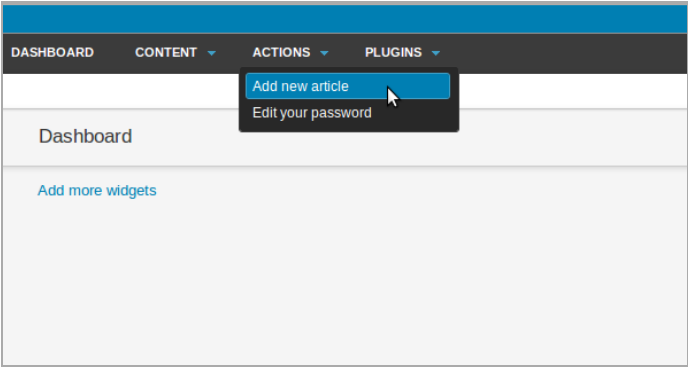 DASHBOARD CONTENT ACTIONS PLUGINS
Add new article
Edit your password
Dashboard
Add more widgets